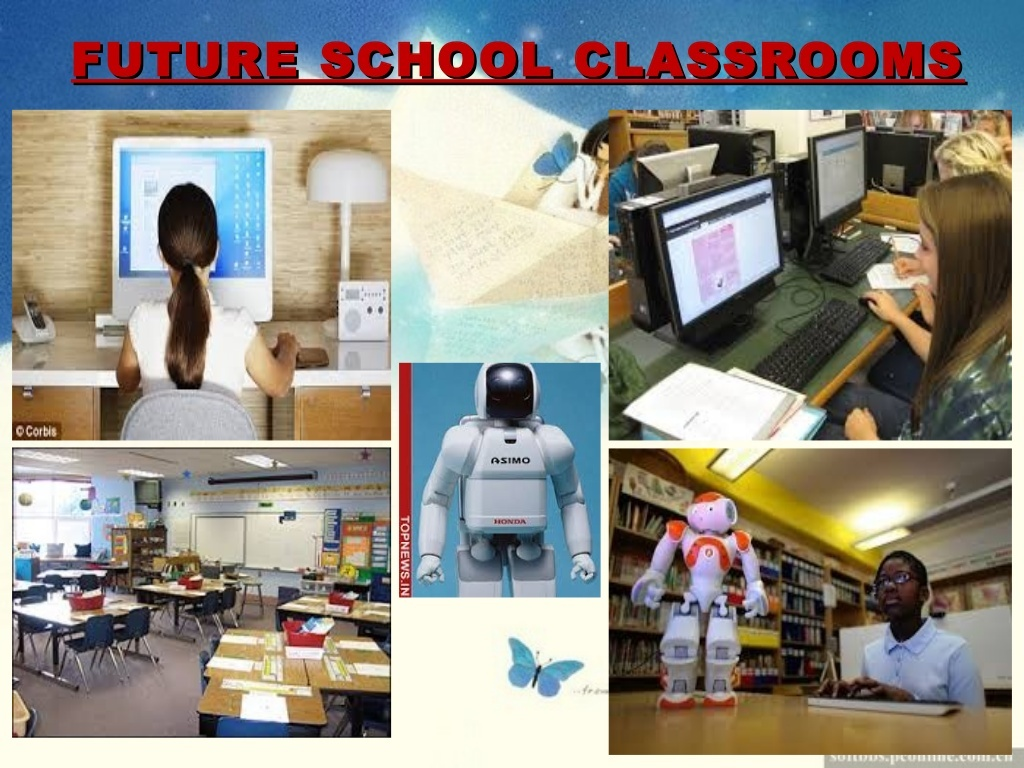 FUTURE SCHOOL CLASSROOMS
© Corbis
ASIMO
HONDA
TOPNEWS.IN
softbbs.pconline.com.cn